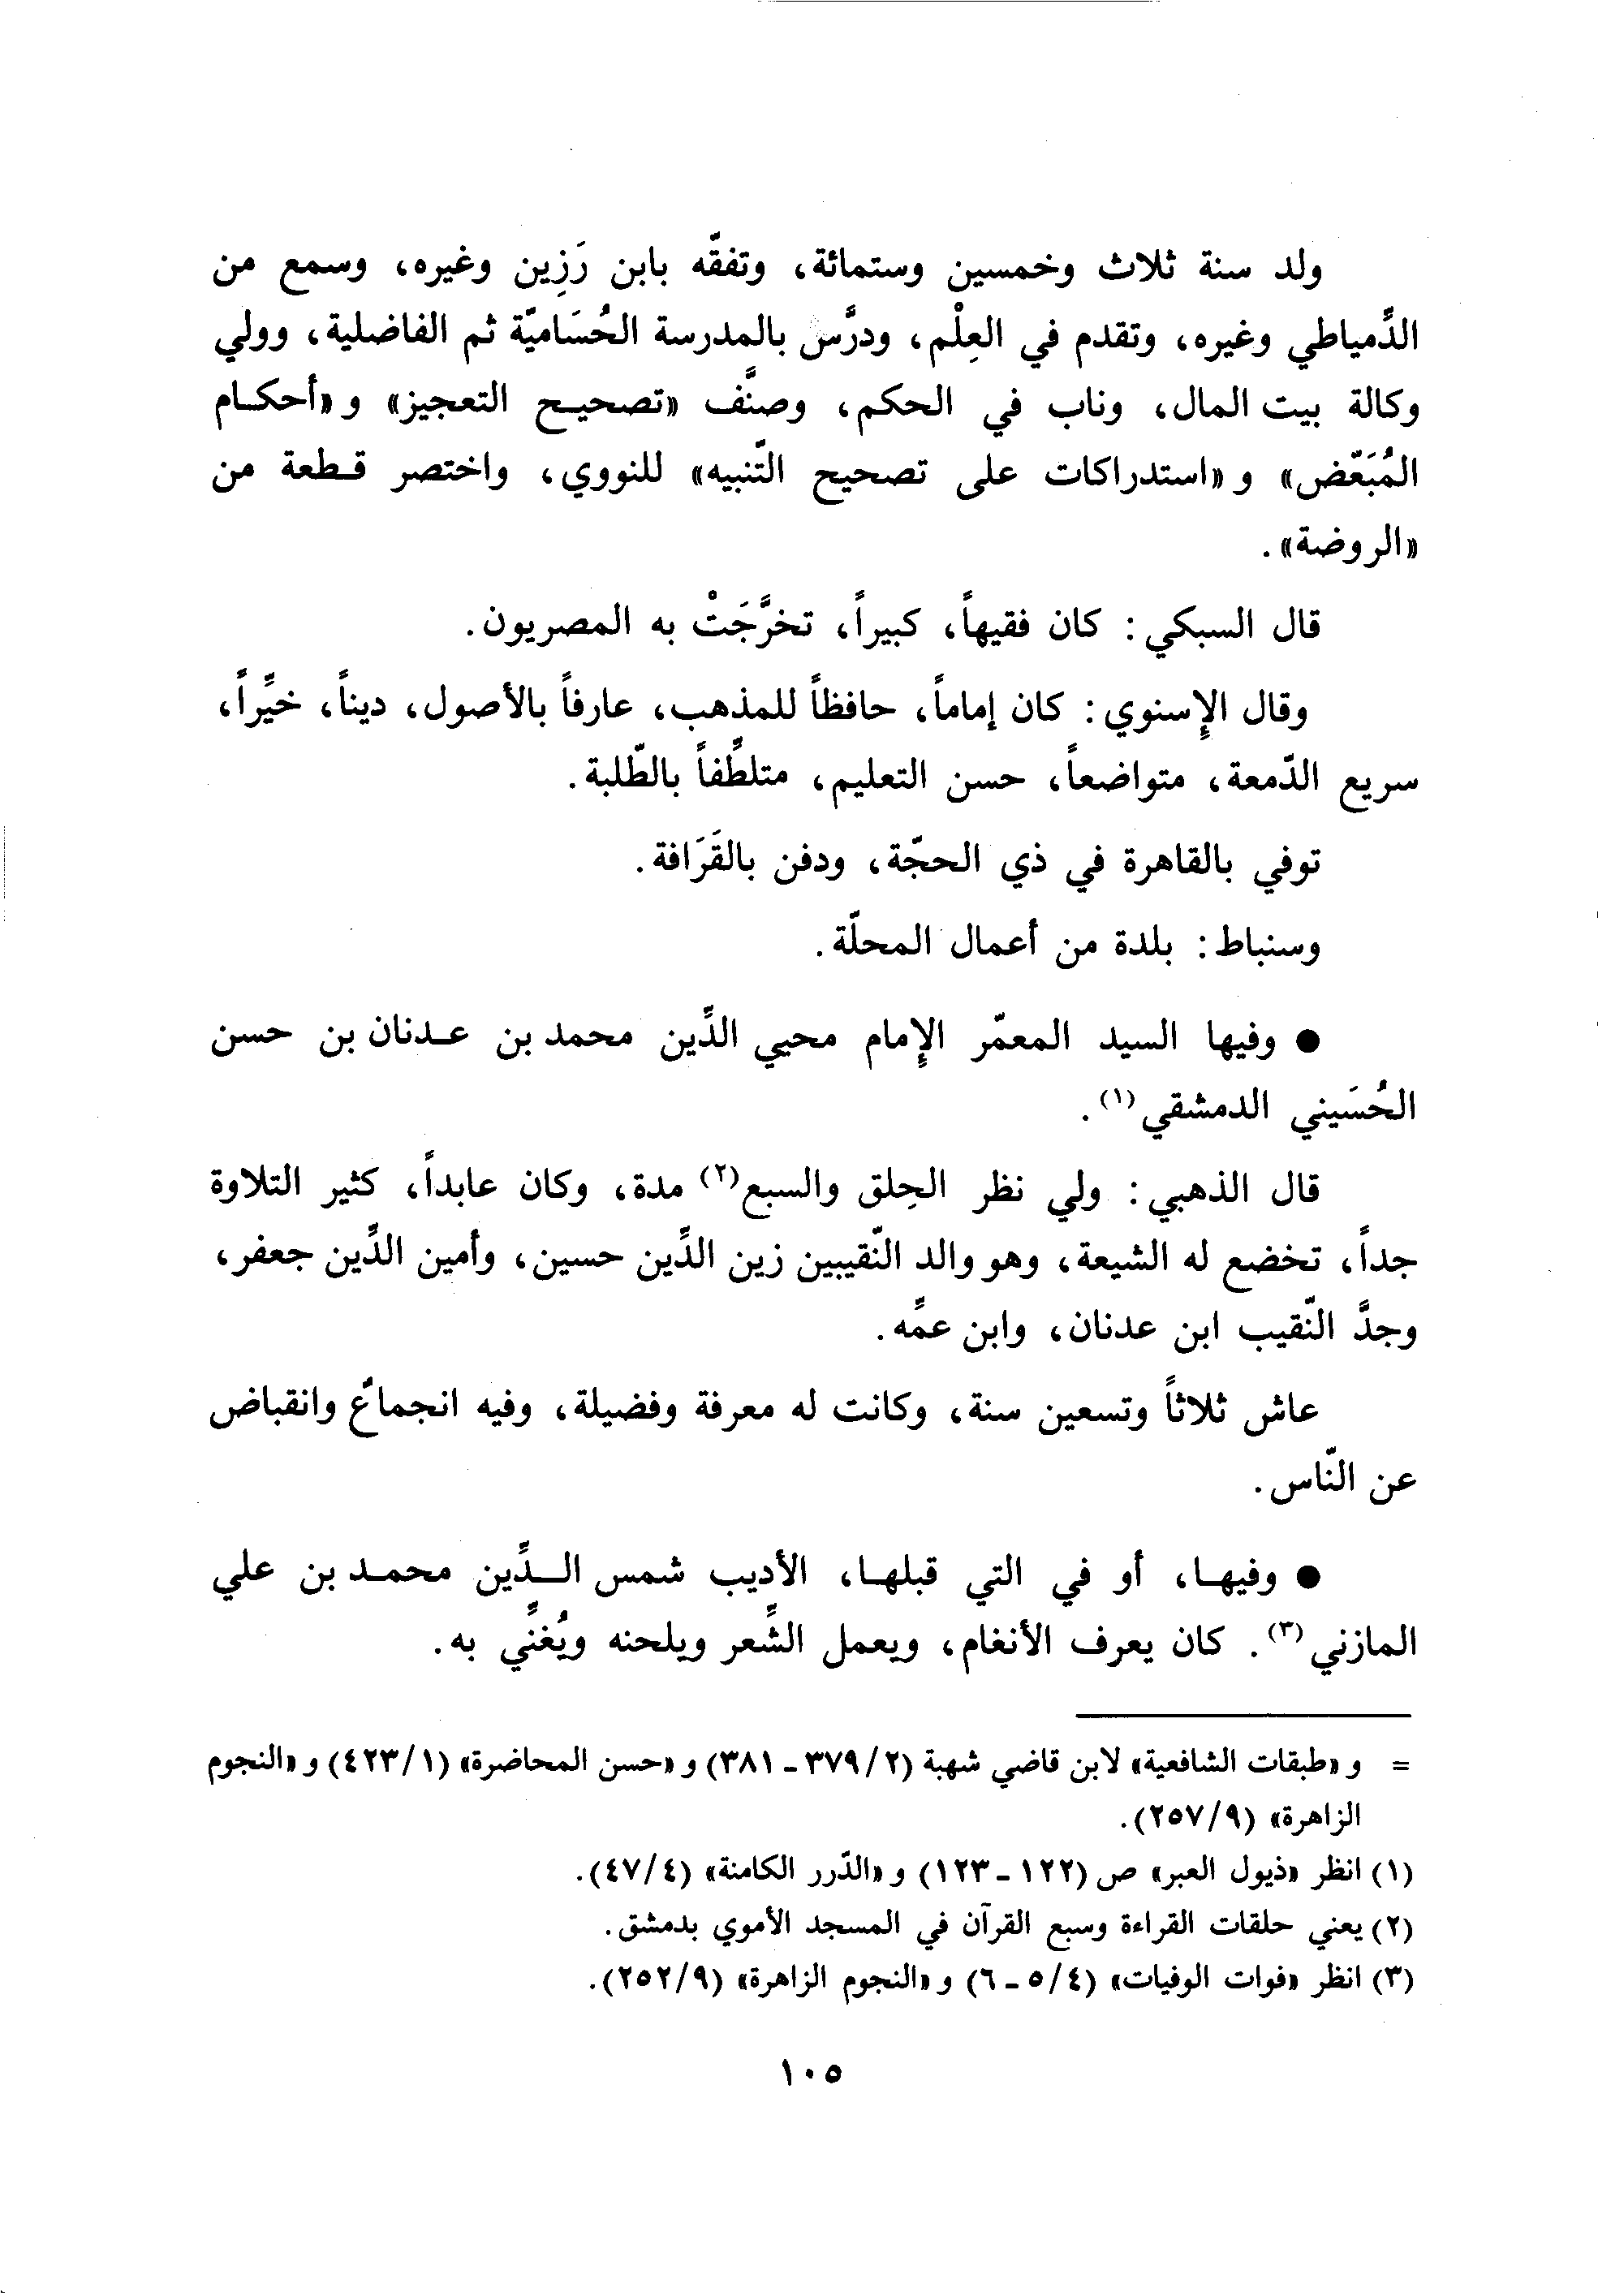 ولد سنة ثلاث وخمسين وستمائة، وتفقّه بابن رَزِين وغيره، وسمع من
الدِّمياطي وغيره، وتقدم في العِلْم، ودرَّس بالمدرسة الحُسَاميّة ثم الفاضلية، وولي
وكالة بيت المال، وناب في الحكم، وصنَّف «تصحيح التعجيز» و «أحكام
المُبَعّض» و «استدراكات على تصحيح التّنبيه» للنووي، واختصر قطعة من
«الروضة».
قال السبكي: كان فقيهاً، كبيراً، تخرَّجَتْ به المصريون.
وقال الإِسنوي: كان إماماً، حافظاً للمذهب، عارفاً بالأصول، ديناً، خيِّراً،
سريع الدّمعة، متواضعاً، حسن التعليم، متلطِّفاً بالطّلبة.
توفي بالقاهرة في ذي الحجّة، ودفن بالقَرَافة.
وسنباط: بلدة من أعمال المحلّة.
● وفيها السيد المعمّر الإِمام محيي الدِّين محمد بن عدنان بن حسن
الحُسَيني الدمشقي(١).
قال الذهبي: ولي نظر الحِلق والسبع(٢) مدة، وكان عابداً، كثير التلاوة
جداً، تخضع له الشيعة، وهو والد النّقيبين زين الدِّين حسين، وأمين الدِّين جعفر،
وجدَّ النّقيب ابن عدنان، وابن عمِّه.
عاش ثلاثاً وتسعين سنة، وكانت له معرفة وفضيلة، وفيه انجماعٌ وانقباض
عن النّاس.
● وفيها، أو في التي قبلها، الأديب شمس الدِّين محمد بن علي
المازني(٣). كان يعرف الأنغام، ويعمل الشِّعر ويلحنه ويُغنِّي به.
= و «طبقات الشافعية» لابن قاضي شهبة (٢/ ٣٧٩ - ٣٨١) و «حسن المحاضرة» (١/ ٤٢٣) و «النجوم
الزاهرة» (٩/ ٢٥٧).
(١) انظر «ذيول العبر» ص (١٢٢ - ١٢٣) و «الدّرر الكامنة» (٤/ ٤٧).
(٢) يعني حلقات القراءة وسبع القرآن في المسجد الأموي بدمشق.
(٣) انظر «فوات الوفيات» (٤/ ٥ - ٦) و «النجوم الزاهرة» (٩/ ٢٥٢).
١٠٥